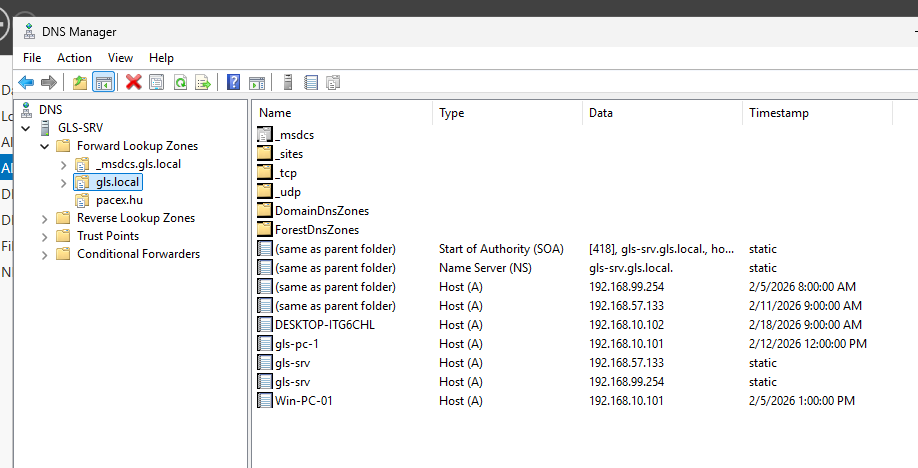 DNS Manager
File Action View Help
DNS
GLS-SRV
Forward Lookup Zones
_msdcs.gls.local
gls.local
pacex.hu
Reverse Lookup Zones
Trust Points
Conditional Forwarders
Name Type Data Timestamp
_msdcs
_sites
_tcp
_udp
DomainDnsZones
ForestDnsZones
(same as parent folder) Start of Authority (SOA) [418], gls-srv.gls.local., ho... static
(same as parent folder) Name Server (NS) gls-srv.gls.local. static
(same as parent folder) Host (A) 192.168.99.254 2/5/2026 8:00:00 AM
(same as parent folder) Host (A) 192.168.57.133 2/11/2026 9:00:00 AM
DESKTOP-ITG6CHL Host (A) 192.168.10.102 2/18/2026 9:00:00 AM
gls-pc-1 Host (A) 192.168.10.101 2/12/2026 12:00:00 PM
gls-srv Host (A) 192.168.57.133 static
gls-srv Host (A) 192.168.99.254 static
Win-PC-01 Host (A) 192.168.10.101 2/5/2026 1:00:00 PM